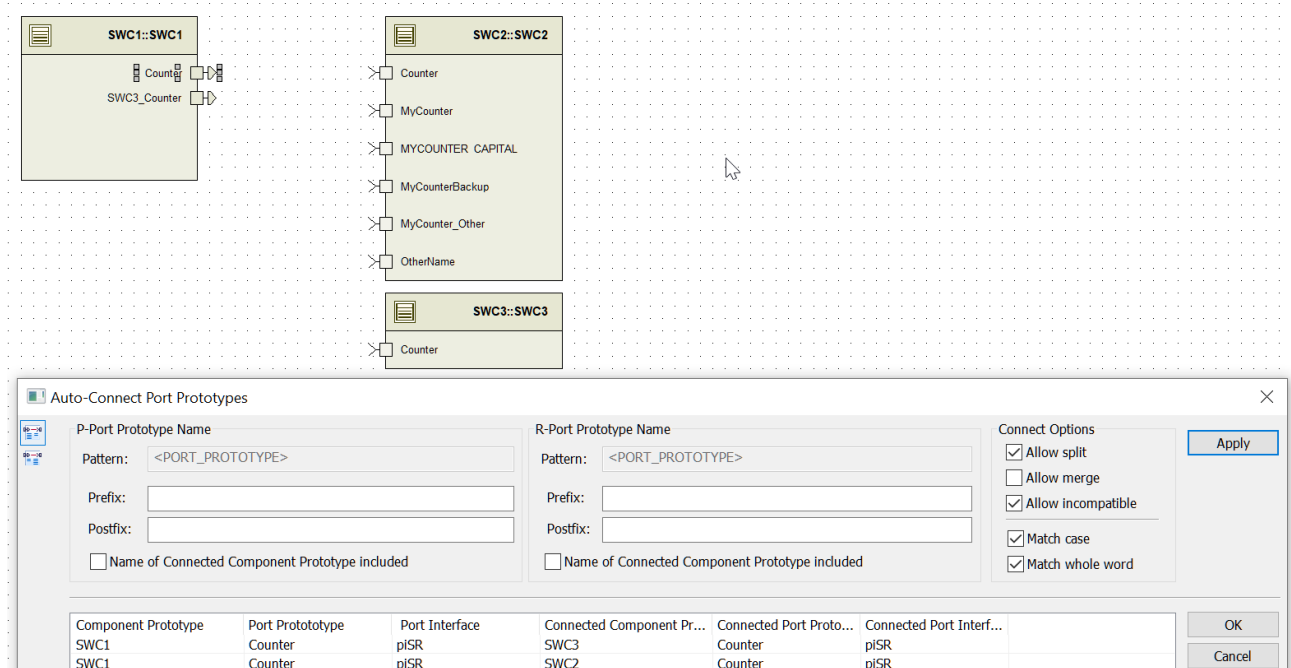 SWC1::SWC1
Counter
SWC3_Counter
SWC2::SWC2
Counter
MyCounter
MYCOUNTER CAPITAL
MyCounterBackup
MyCounter_Other
OtherName
SWC3::SWC3
Counter
Auto-Connect Port Prototypes
P-Port Prototype Name
Pattern: <PORT_PROTOTYPE>
Prefix:
Postfix:
Name of Connected Component Prototype included
R-Port Prototype Name
Pattern: <PORT_PROTOTYPE>
Prefix:
Postfix:
Name of Connected Component Prototype included
Connect Options
Allow split
Allow merge
Allow incompatible
Match case
Match whole word
Apply
Component Prototype Port Protototype Port Interface Connected Component Pr... Connected Port Proto... Connected Port Interf...
SWC1 Counter piSR SWC3 Counter piSR
SWC1 Counter piSR SWC2 Counter piSR
OK
Cancel